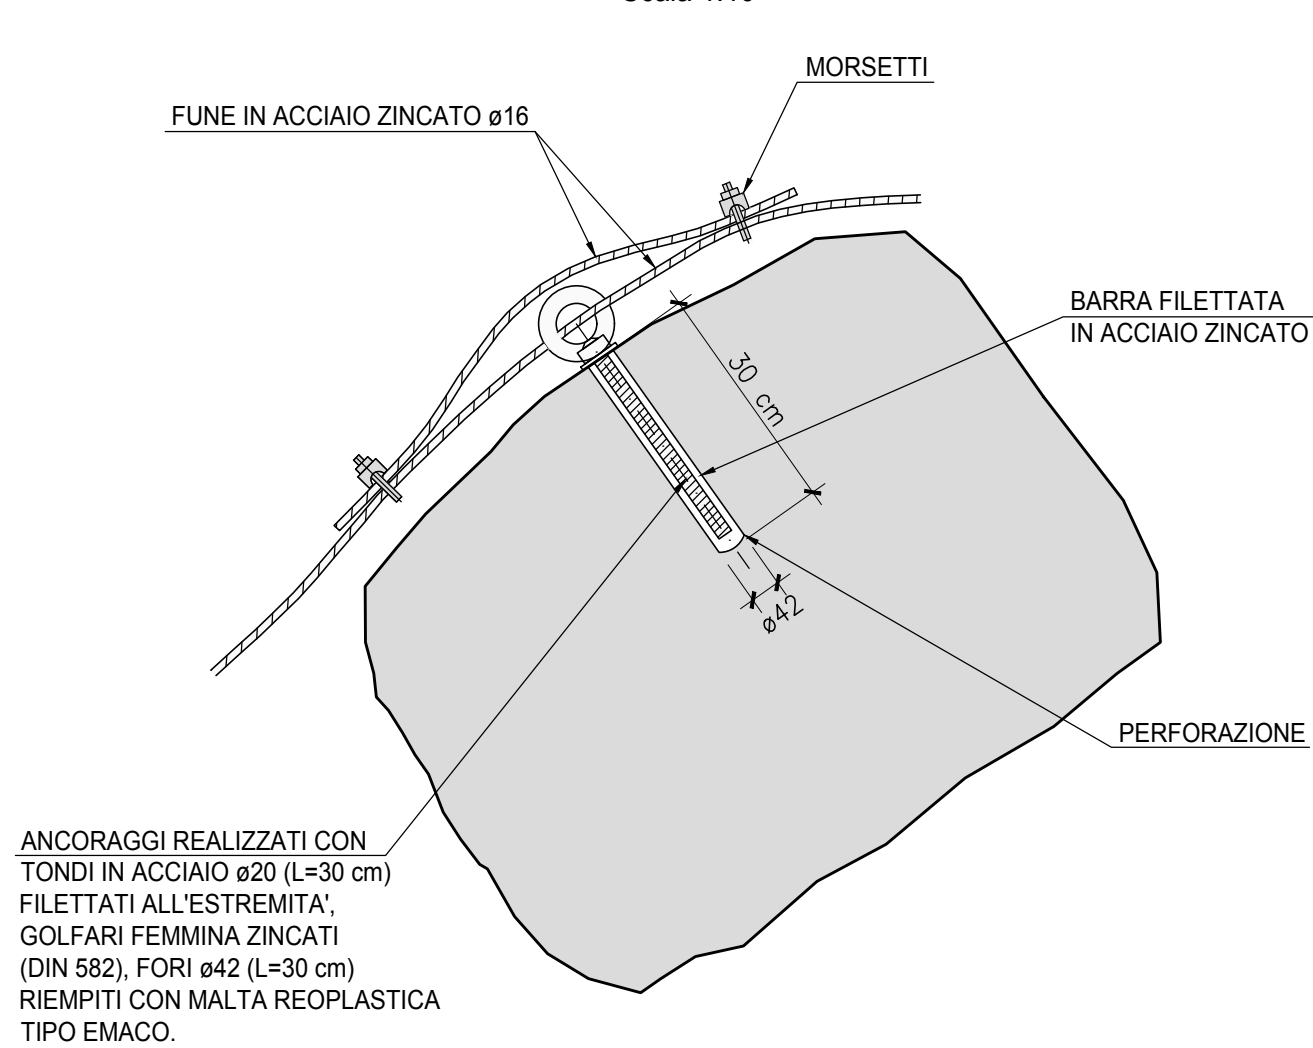 MORSETTI
FUNE IN ACCIAIO ZINCATO ø16
BARRA FILETTATA
IN ACCIAIO ZINCATO
30 cm
ø42
PERFORAZIONE
ANCORAGGI REALIZZATI CON
TONDI IN ACCIAIO ø20 (L=30 cm)
FILETTATI ALL'ESTREMITA',
GOLFARI FEMMINA ZINCATI
(DIN 582), FORI ø42 (L=30 cm)
RIEMPITI CON MALTA REOPLASTICA
TIPO EMACO.